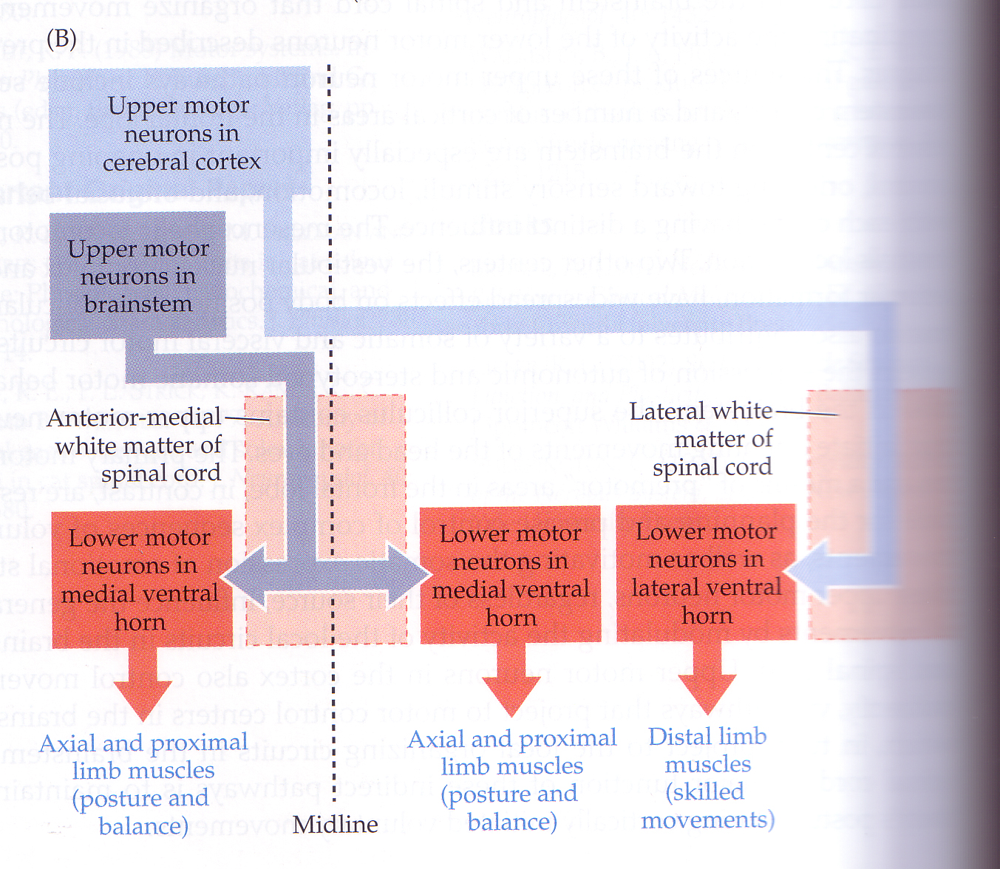 (B)
Upper motor
neurons in
cerebral cortex
Upper motor
neurons in
brainstem
Anterior-medial
white matter of
spinal cord
Lateral white
matter of
spinal cord
Lower motor
neurons in
medial ventral
horn
Lower motor
neurons in
medial ventral
horn
Lower motor
neurons in
lateral ventral
horn
Axial and proximal
limb muscles
(posture and
balance)
Midline
Axial and proximal
limb muscles
(posture and
balance)
Distal limb
muscles
(skilled
movements)